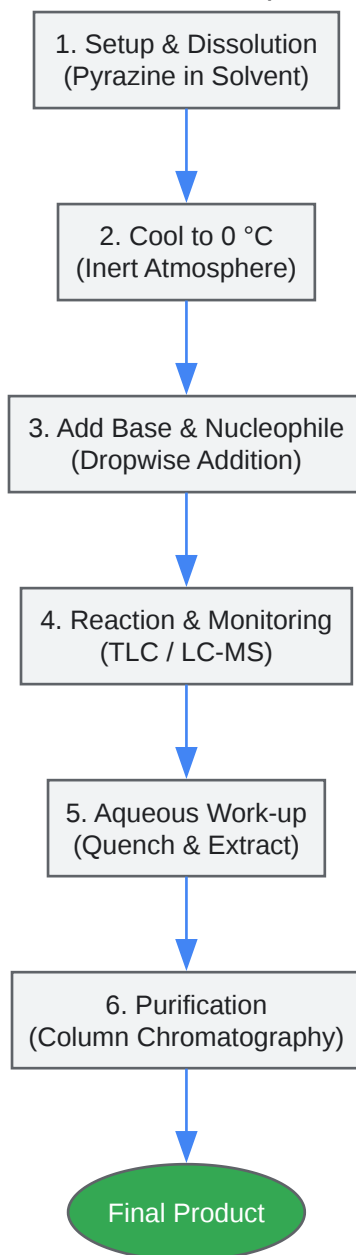 1. Setup & Dissolution
(Pyrazine in Solvent)
2. Cool to 0 °C
(Inert Atmosphere)
3. Add Base & Nucleophile
(Dropwise Addition)
4. Reaction & Monitoring
(TLC / LC-MS)
5. Aqueous Work-up
(Quench & Extract)
6. Purification
(Column Chromatography)
Final Product